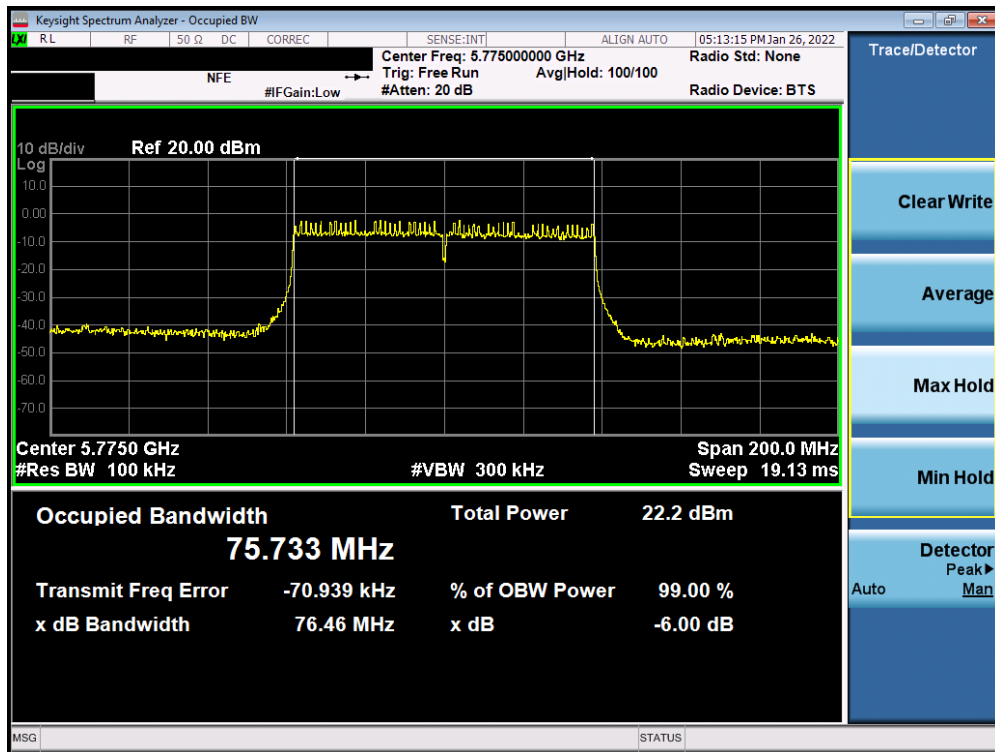 Keysight Spectrum Analyzer - Occupied BW
LXI RL RF 50 Ω DC CORREC SENSE:INT ALIGN AUTO 05:13:15 PM Jan 26, 2022
Center Freq: 5.775000000 GHz Radio Std: None
NFE Trig: Free Run Avg|Hold: 100/100
#IFGain:Low #Atten: 20 dB Radio Device: BTS
10 dB/div Ref 20.00 dBm
Log
10.0
0.00
-10.0
-20.0
-30.0
-40.0
-50.0
-60.0
-70.0
Center 5.7750 GHz Span 200.0 MHz
#Res BW 100 kHz #VBW 300 kHz Sweep 19.13 ms
Occupied Bandwidth Total Power 22.2 dBm
75.733 MHz
Transmit Freq Error -70.939 kHz % of OBW Power 99.00 %
x dB Bandwidth 76.46 MHz x dB -6.00 dB
MSG STATUS
Trace/Detector
Clear Write
Average
Max Hold
Min Hold
Detector
Peak▶
Auto Man